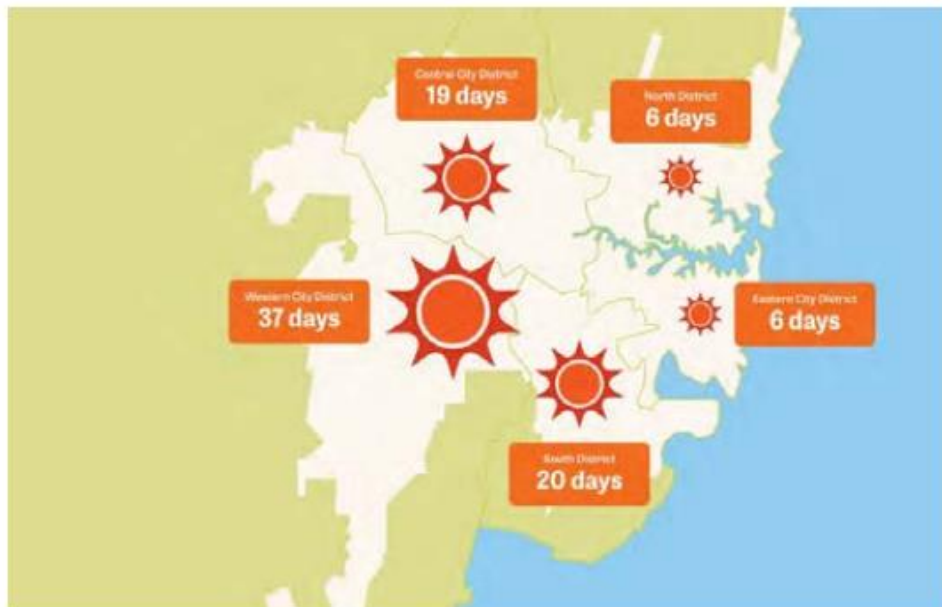 Central City District
19 days
North District
6 days
Western City District
37 days
Eastern City District
6 days
South District
20 days